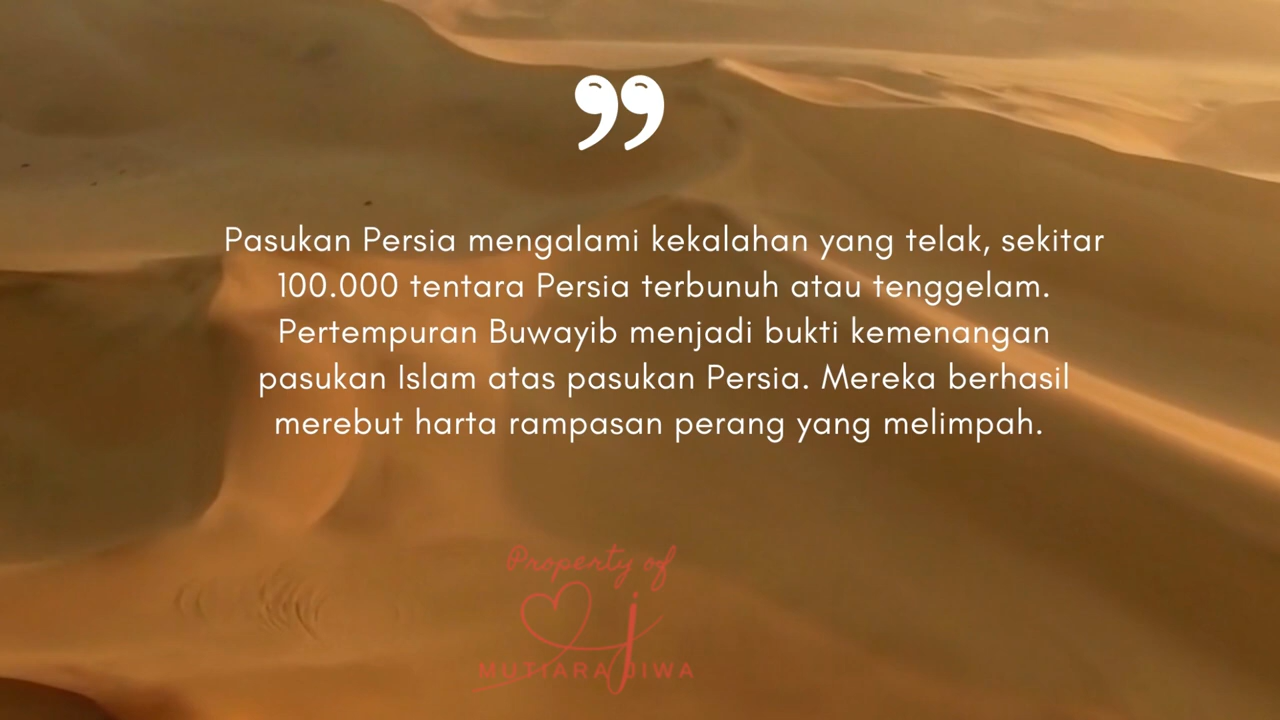 ”
Pasukan Persia mengalami kekalahan yang telak, sekitar
100.000 tentara Persia terbunuh atau tenggelam.
Pertempuran Buwayib menjadi bukti kemenangan
pasukan Islam atas pasukan Persia. Mereka berhasil
merebut harta rampasan perang yang melimpah.
Property of
j
MUTIARA JIWA